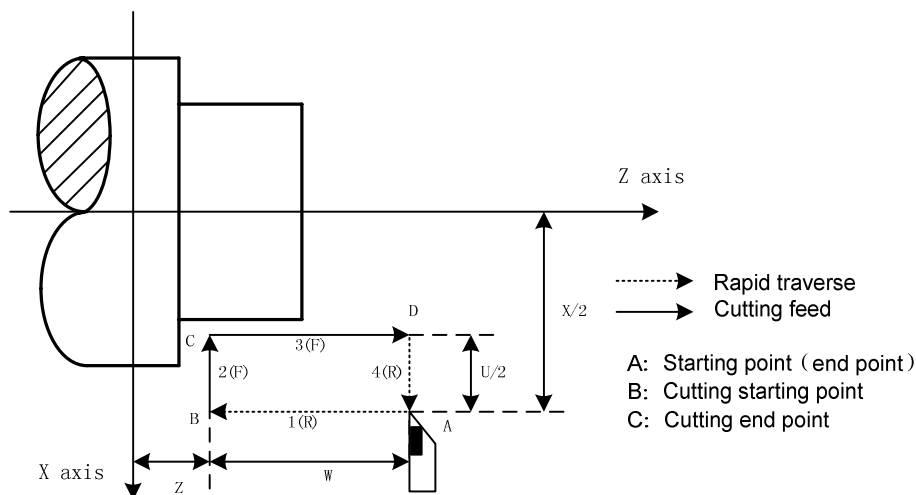 Z axis
X/2
Rapid traverse
Cutting feed
D
C
3(F)
2(F)
4(R)
U/2
A: Starting point (end point)
B: Cutting starting point
C: Cutting end point
B
1(R)
A
X axis
Z
W